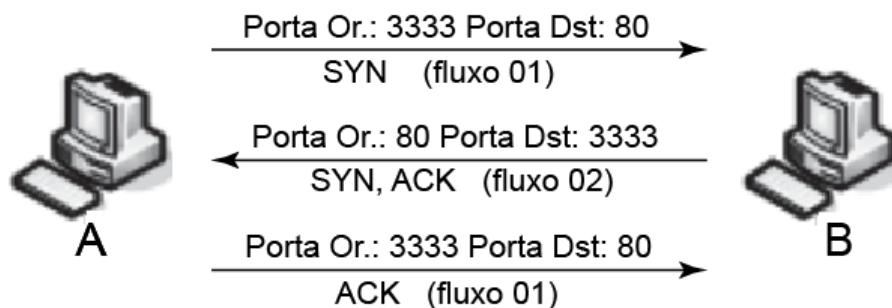 Porta Or.: 3333 Porta Dst: 80
SYN (fluxo 01)
Porta Or.: 80 Porta Dst: 3333
SYN, ACK (fluxo 02)
A
B
Porta Or.: 3333 Porta Dst: 80
ACK (fluxo 01)